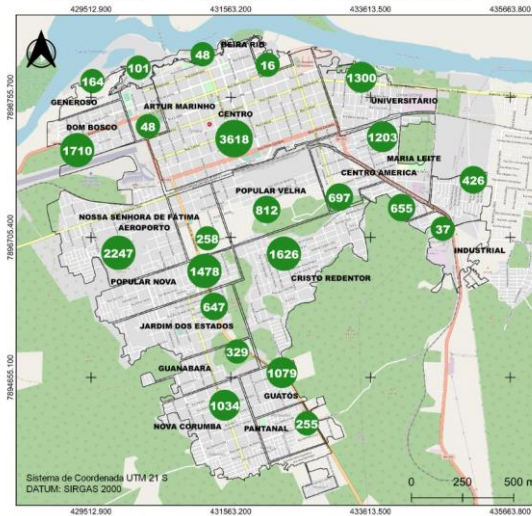 429512.900 431563.200 433613.500 435663.800
7898755.700
7896705.400
7894655.100
BEIRA RIO
48
16
101
164
1300
GENEROSO
ARTUR MARINHO
UNIVERSITÁRIO
CENTRO
DOM BOSCO
48
3618
1203
1710
MARIA LEITE
CENTRO AMERICA
426
POPULAR VELHA
697
812
655
NOSSA SENHORA DE FÁTIMA
AEROPORTO
37
258
2247
1626
INDUSTRIAL
1478
POPULAR NOVA
CRISTO REDENTOR
647
JARDIM DOS ESTADOS
329
GUANABARA
1079
GUATÓS
1034
255
NOVA CORUMBA
PANTANAL
Sistema de Coordenada UTM 21 S
DATUM: SIRGAS 2000
0 250 500 m
429512.900 431563.200 433613.500 435663.800